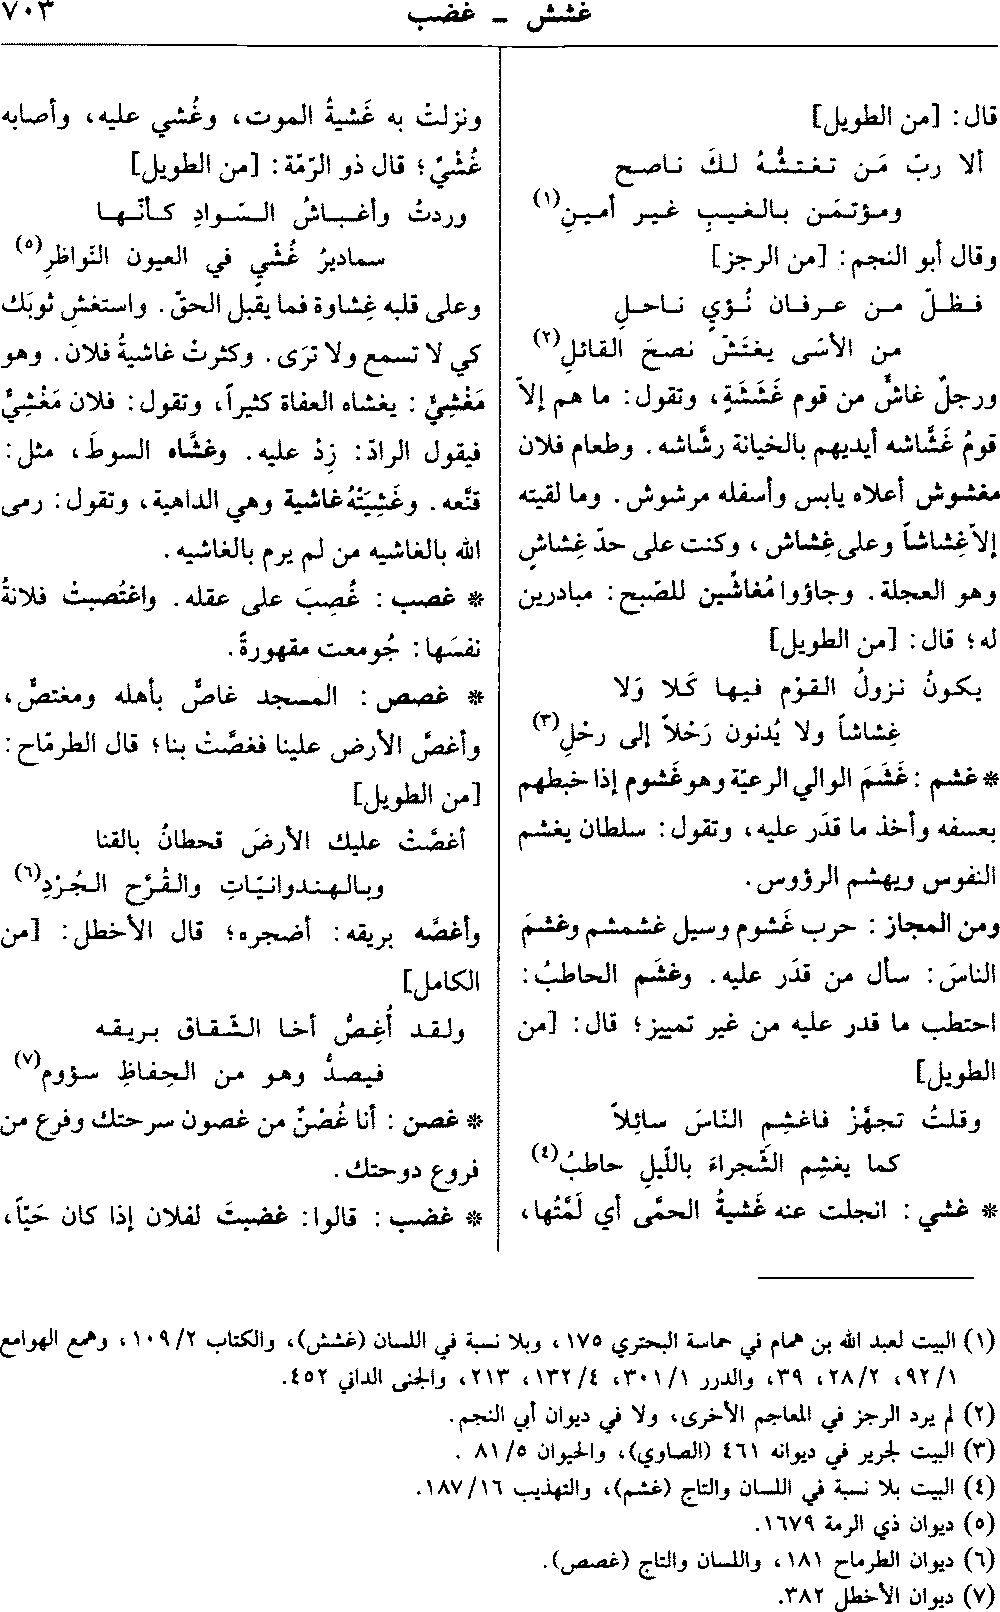 غشش - غضب
٧٠٣
قال: [من الطويل]
ألا ربّ مَن تغتشُّهُ لكَ ناصح
ومؤتمَن بالغيبِ غير أمينِ(١)
وقال أبو النجم: [من الرجز]
فظلّ من عرفان نُؤيٍ ناحلِ
من الأسَى يغتشّ نصحَ القائلِ(٢)
ورجلٌ غاشٌّ من قوم غَشَشَةٍ، وتقول: ما هم إلاّ
قومٌ غَشَّاشه أيديهم بالخيانة رشَّاشه. وطعام فلان
مغشوش أعلاه يابس وأسفله مرشوش. وما لقيته
إلاّ غِشاشاً وعلى غِشاش، وكنت على حدّ غِشاشٍ
وهو العجلة. وجاؤوا مُغاشِّين للصّبح: مبادرين
له؛ قال: [من الطويل]
يكونُ نزولُ القوْم فيها كَلا وَلا
غِشاشاً ولا يُدنون رَحْلاً إلى رحْلِ(٣)
* غشم: غَشَمَ الوالي الرعيّة وهو غَشوم إذا خبطهم
بعسفه وأخذ ما قدَر عليه، وتقول: سلطان يغشم
النفوس ويهشم الرؤوس.
ومن المجاز: حرب غَشوم وسيل غشمشم وغشمَ
الناسَ: سأل من قدَر عليه. وغشَم الحاطبُ:
احتطب ما قدر عليه من غير تمييز؛ قال: [من
الطويل]
وقلتُ تجهَّزْ فاغشِمِ النّاسَ سائِلاً
كما يغشِم الشّجراءَ باللّيلِ حاطبُ(٤)
* غشي: انجلت عنه غَشيةُ الحمَّى أي لَمَّتُها،
ونزلتْ به غَشيةُ الموت، وغُشي عليه، وأصابه
غُشْيٌ؛ قال ذو الرّمّة: [من الطويل]
وردتُ وأغباشُ السّوادِ كأنّها
سماديرُ غُشْيٍ في العيون النّواظرِ(٥)
وعلى قلبه غِشاوة فما يقبل الحقّ. واستغشِ ثوبَك
كي لا تسمع ولا ترَى. وكثرتْ غاشيةُ فلان. وهو
مَغْشِيٌّ: يغشاه العفاة كثيراً، وتقول: فلان مَغْشِيٌّ
فيقول الرادّ: زِدْ عليه. وغشَّاه السوطَ، مثل:
قنَّعه. وغَشِيَتْهُ غاشية وهي الداهية، وتقول: رمى
الله بالغاشيه من لم يرم بالغاشيه.
* غصب: غُصِبَ على عقله. واغتُصبتْ فلانةُ
نفسَها: جُومعت مقهورةً.
* غصص: المسجد غاصٌّ بأهله ومغتصٌّ،
وأغصَّ الأرض علينا فغصَّتْ بنا؛ قال الطرمّاح:
[من الطويل]
أغصَّتْ عليك الأرضَ قحطانُ بالقنا
وبالهندوانيّاتِ والقُرَّح الجُرْدِ(٦)
وأغصَّه بريقه: أضجره؛ قال الأخطل: [من
الكامل]
ولقد أُغِصُّ أخا الشّقاق بريقه
فيصدُّ وهو من الحِفاظِ سؤوم(٧)
* غصن: أنا غُصْنٌ من غصون سرحتك وفرع من
فروع دوحتك.
* غضب: قالوا: غضبتَ لفلان إذا كان حَيّاً،
(١) البيت لعبد الله بن همام في حماسة البحتري ١٧٥، وبلا نسبة في اللسان (غشش)، والكتاب ١٠٩/٢، وهمع الهوامع
٩٢/١، ٢٨/٢، ٣٩، والدرر ٣٠١/١، ١٣٢/٤، ٢١٣، والجنى الداني ٤٥٢.
(٢) لم يرد الرجز في المعاجم الأخرى، ولا في ديوان أبي النجم.
(٣) البيت لجرير في ديوانه ٤٦١ (الصاوي)، والحيوان ٨١/٥ .
(٤) البيت بلا نسبة في اللسان والتاج (غشم)، والتهذيب ١٨٧/١٦.
(٥) ديوان ذي الرمة ١٦٧٩.
(٦) ديوان الطرماح ١٨١، واللسان والتاج (غصص).
(٧) ديوان الأخطل ٣٨٢.